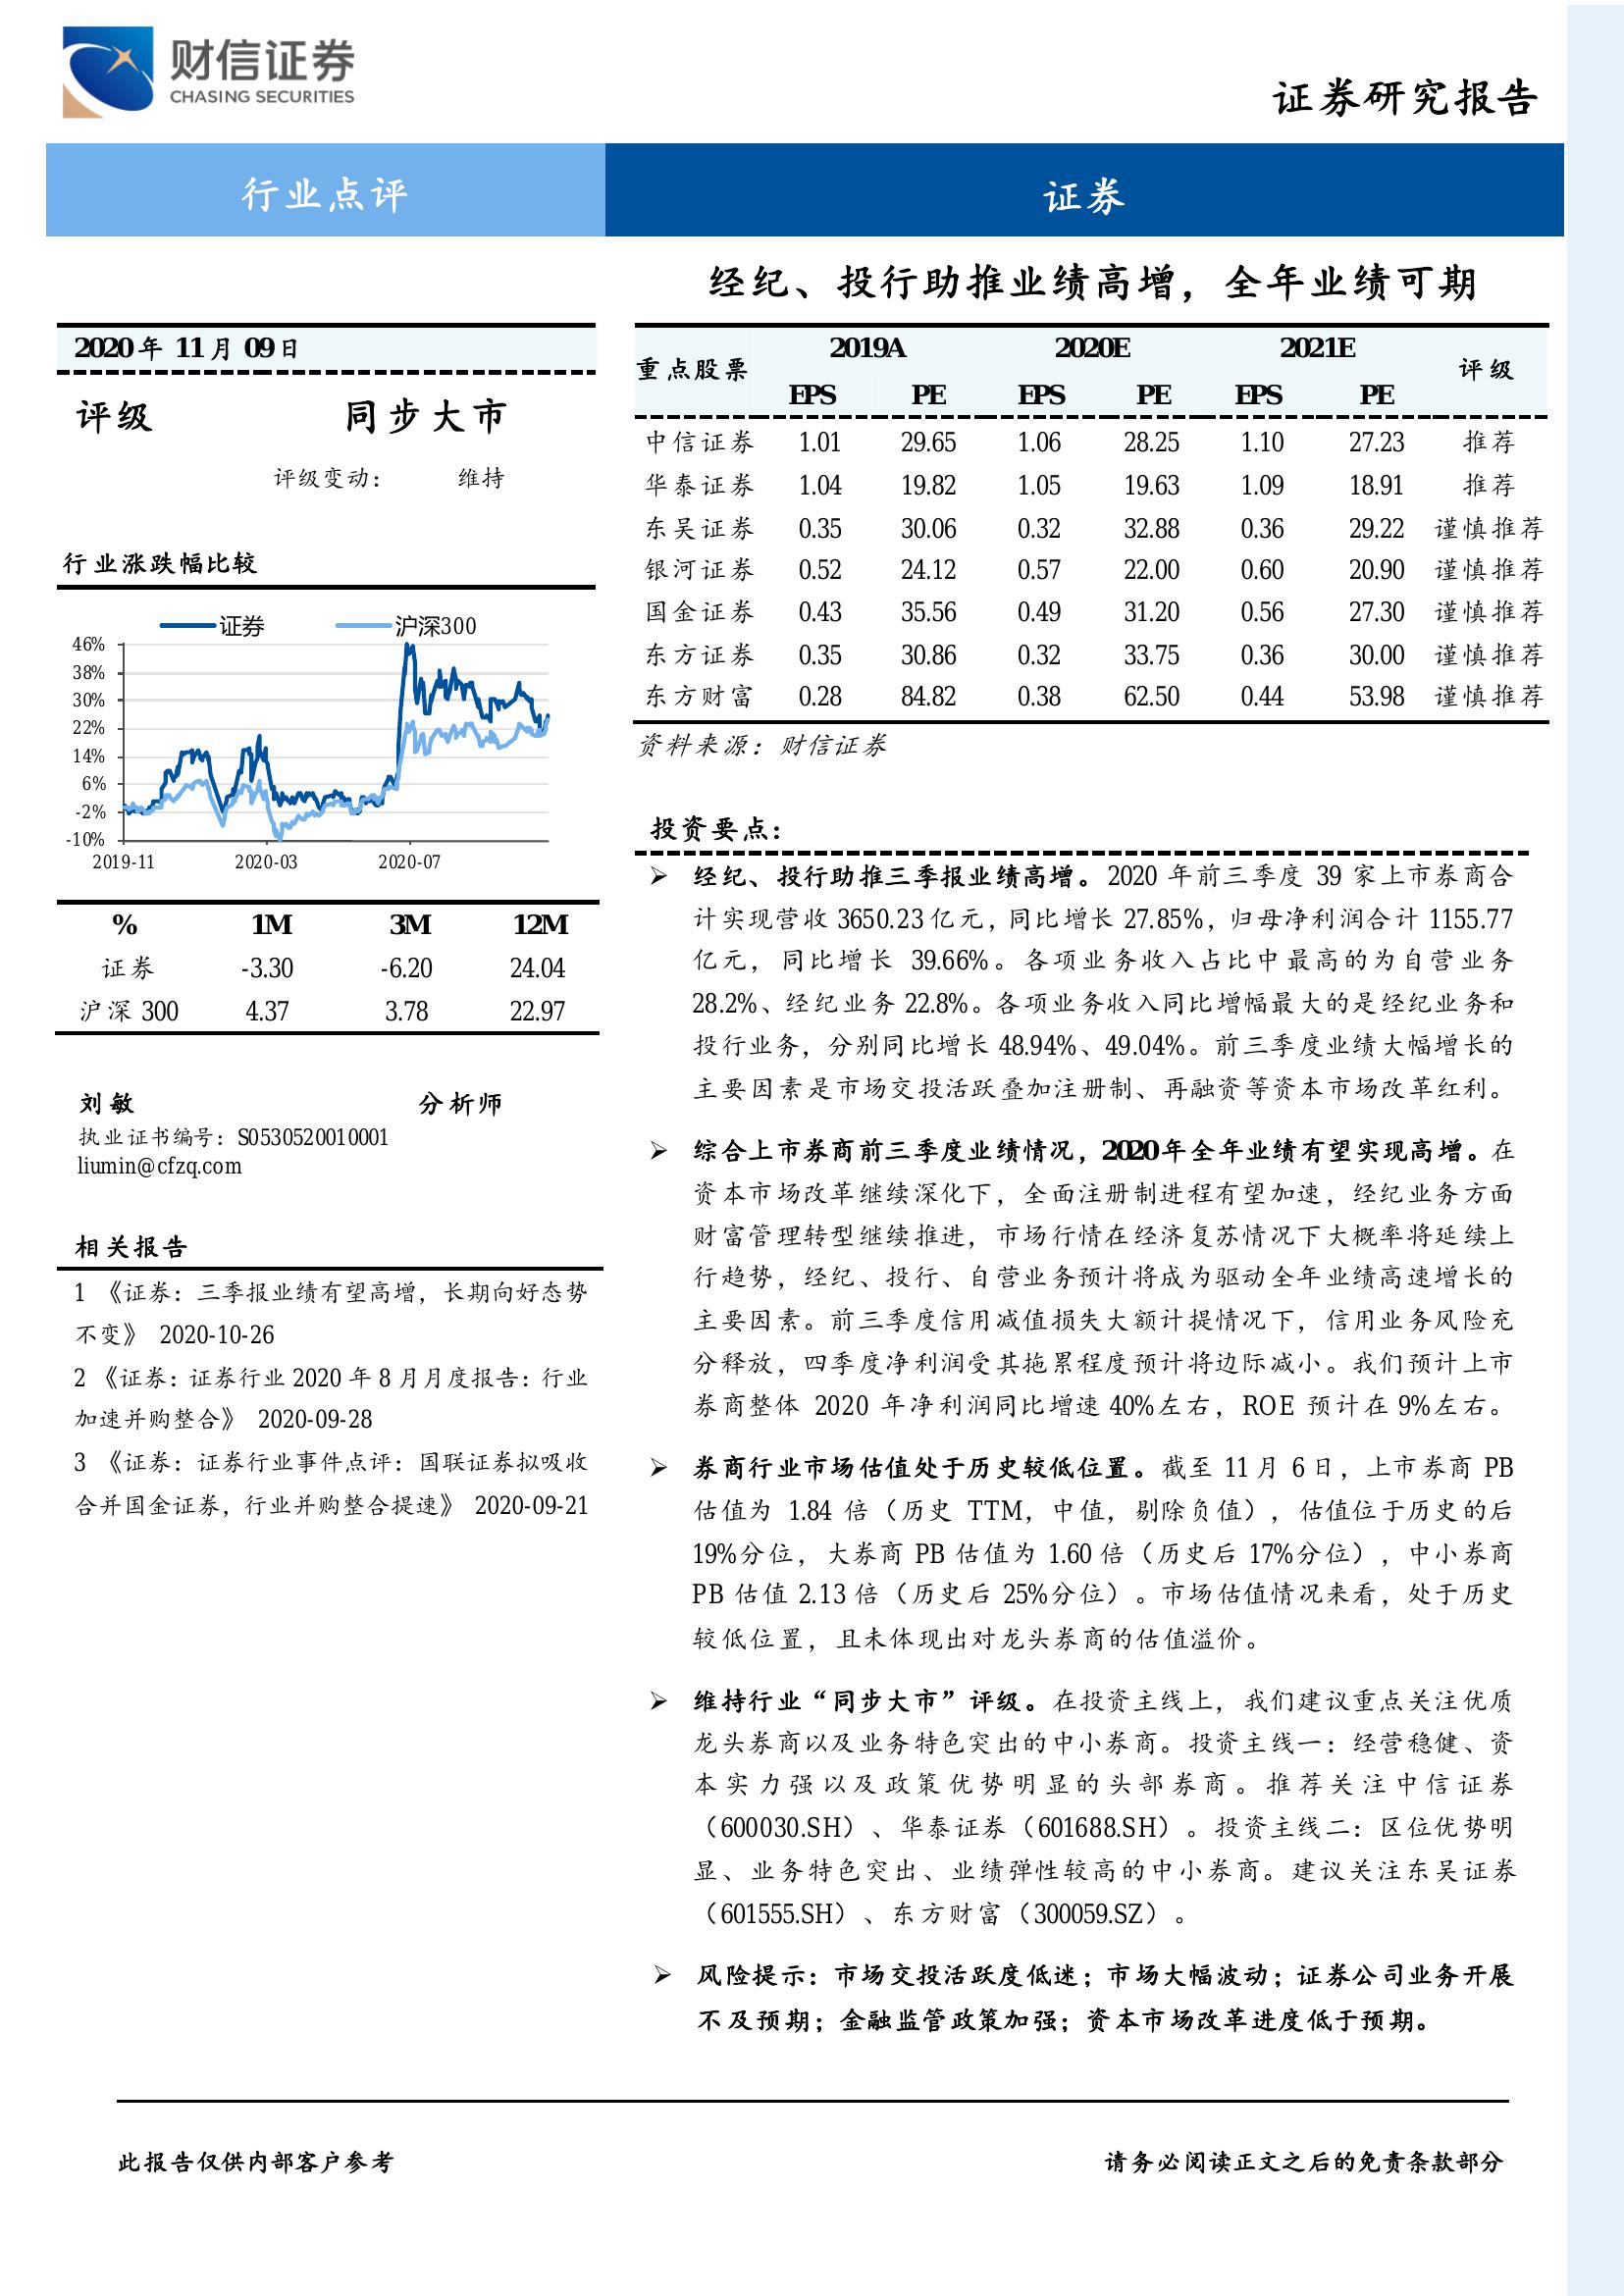 财信证券
CHASING SECURITIES
证券研究报告
行业点评
证券
经纪、投行助推业绩高增，全年业绩可期
2020年 11月 09日
评级 同步大市
评级变动： 维持
行业涨跌幅比较
证券 沪深300
46%
38%
30%
22%
14%
6%
-2%
-10%
2019-11 2020-03 2020-07
% 1M 3M 12M
证券 -3.30 -6.20 24.04
沪深 300 4.37 3.78 22.97
刘敏 分析师
执业证书编号：S0530520010001
liumin@cfzq.com
相关报告
1 《证券：三季报业绩有望高增，长期向好态势
不变》 2020-10-26
2 《证券：证券行业 2020 年 8 月月度报告：行业
加速并购整合》 2020-09-28
3 《证券：证券行业事件点评：国联证券拟吸收
合并国金证券，行业并购整合提速》 2020-09-21
重点股票 2019A 2020E 2021E 评级
EPS PE EPS PE EPS PE
中信证券 1.01 29.65 1.06 28.25 1.10 27.23 推荐
华泰证券 1.04 19.82 1.05 19.63 1.09 18.91 推荐
东吴证券 0.35 30.06 0.32 32.88 0.36 29.22 谨慎推荐
银河证券 0.52 24.12 0.57 22.00 0.60 20.90 谨慎推荐
国金证券 0.43 35.56 0.49 31.20 0.56 27.30 谨慎推荐
东方证券 0.35 30.86 0.32 33.75 0.36 30.00 谨慎推荐
东方财富 0.28 84.82 0.38 62.50 0.44 53.98 谨慎推荐
资料来源：财信证券
投资要点：
➢ 经纪、投行助推三季报业绩高增。2020 年前三季度 39 家上市券商合
计实现营收 3650.23 亿元，同比增长 27.85%，归母净利润合计 1155.77
亿元，同比增长 39.66%。各项业务收入占比中最高的为自营业务
28.2%、经纪业务 22.8%。各项业务收入同比增幅最大的是经纪业务和
投行业务，分别同比增长 48.94%、49.04%。前三季度业绩大幅增长的
主要因素是市场交投活跃叠加注册制、再融资等资本市场改革红利。
➢ 综合上市券商前三季度业绩情况，2020年全年业绩有望实现高增。在
资本市场改革继续深化下，全面注册制进程有望加速，经纪业务方面
财富管理转型继续推进，市场行情在经济复苏情况下大概率将延续上
行趋势，经纪、投行、自营业务预计将成为驱动全年业绩高速增长的
主要因素。前三季度信用减值损失大额计提情况下，信用业务风险充
分释放，四季度净利润受其拖累程度预计将边际减小。我们预计上市
券商整体 2020 年净利润同比增速 40%左右，ROE 预计在 9%左右。
➢ 券商行业市场估值处于历史较低位置。截至 11 月 6 日，上市券商 PB
估值为 1.84 倍（历史 TTM，中值，剔除负值），估值位于历史的后
19%分位，大券商 PB 估值为 1.60 倍（历史后 17%分位），中小券商
PB 估值 2.13 倍（历史后 25%分位）。市场估值情况来看，处于历史
较低位置，且未体现出对龙头券商的估值溢价。
➢ 维持行业“同步大市”评级。在投资主线上，我们建议重点关注优质
龙头券商以及业务特色突出的中小券商。投资主线一：经营稳健、资
本实力强以及政策优势明显的头部券商。推荐关注中信证券
（600030.SH）、华泰证券（601688.SH）。投资主线二：区位优势明
显、业务特色突出、业绩弹性较高的中小券商。建议关注东吴证券
（601555.SH）、东方财富（300059.SZ）。
➢ 风险提示：市场交投活跃度低迷；市场大幅波动；证券公司业务开展
不及预期；金融监管政策加强；资本市场改革进度低于预期。
此报告仅供内部客户参考
请务必阅读正文之后的免责条款部分